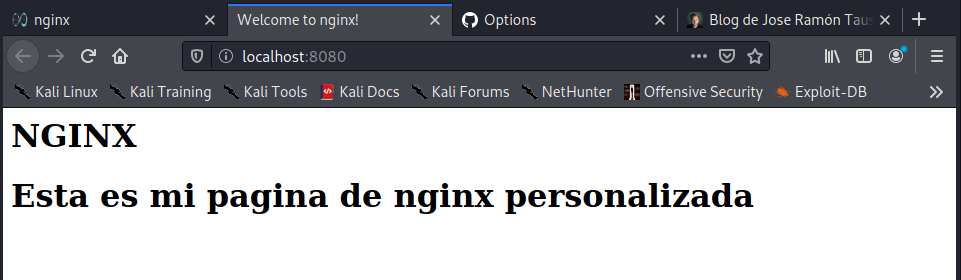 nginx
Welcome to nginx!
Options
Blog de Jose Ramón Taus
localhost:8080
Kali Linux Kali Training Kali Tools Kali Docs Kali Forums NetHunter Offensive Security Exploit-DB
NGINX
Esta es mi pagina de nginx personalizada